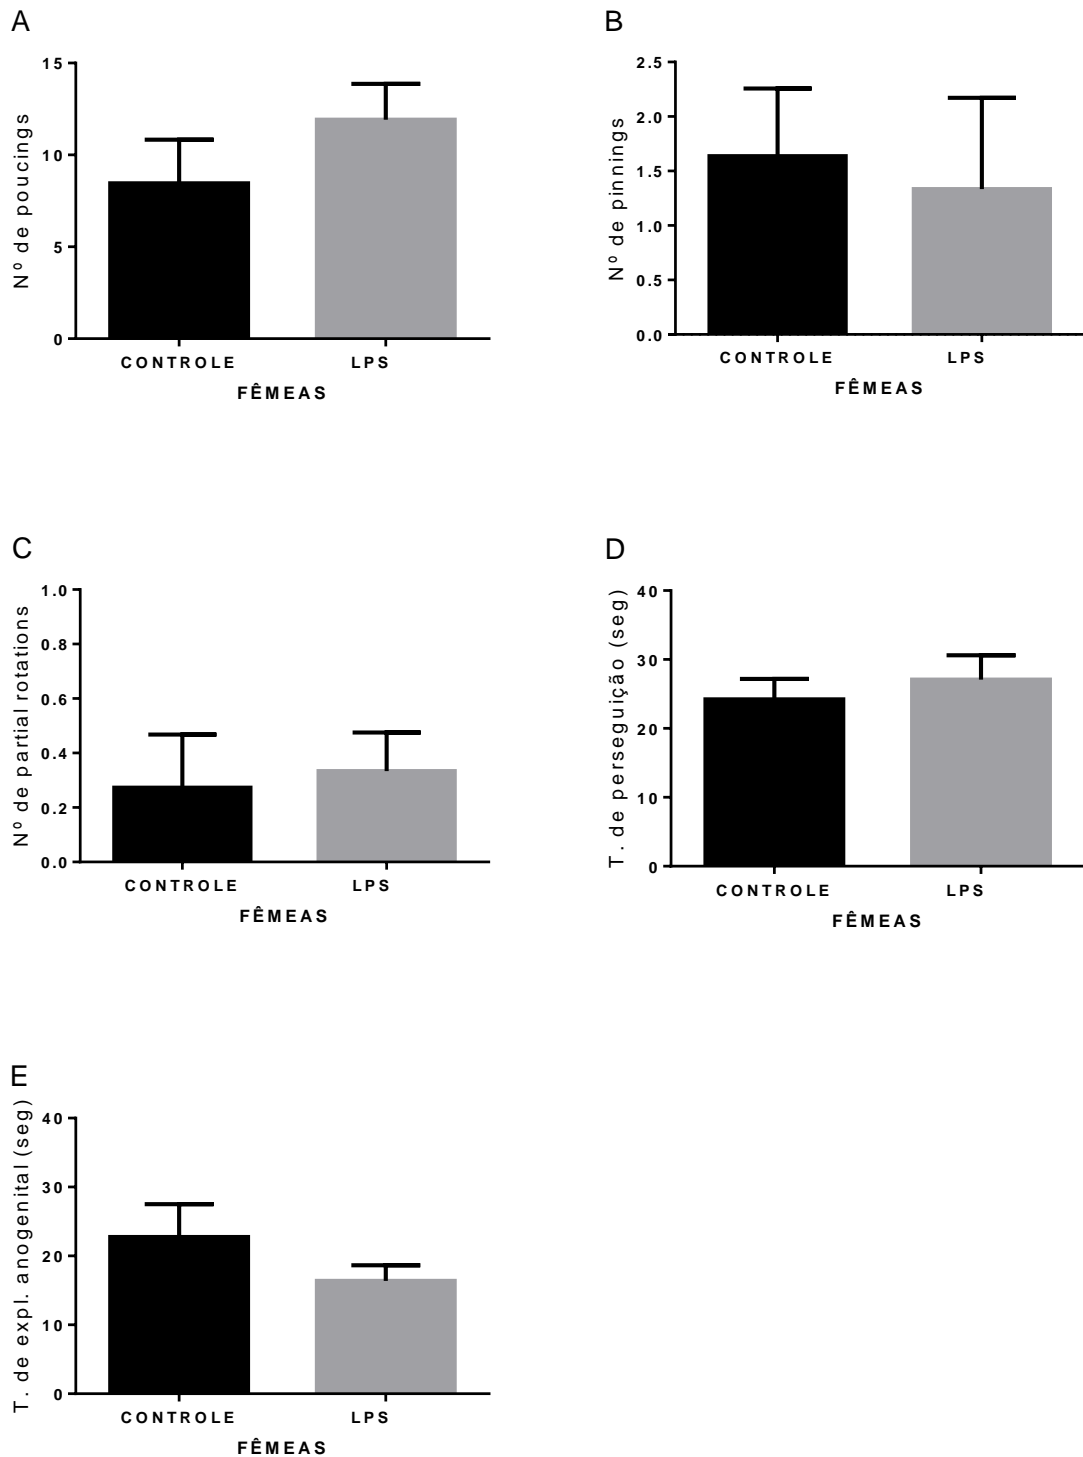 A
Nº de poucings
15
10
5
0
CONTROLE LPS
FÊMEAS
B
Nº de pinnings
2.5
2.0
1.5
1.0
0.5
0.0
CONTROLE LPS
FÊMEAS
C
Nº de partial rotations
1.0
0.8
0.6
0.4
0.2
0.0
CONTROLE LPS
FÊMEAS
D
T. de perseguição (seg)
40
30
20
10
0
CONTROLE LPS
FÊMEAS
E
T. de expl. anogenital (seg)
40
30
20
10
0
CONTROLE LPS
FÊMEAS